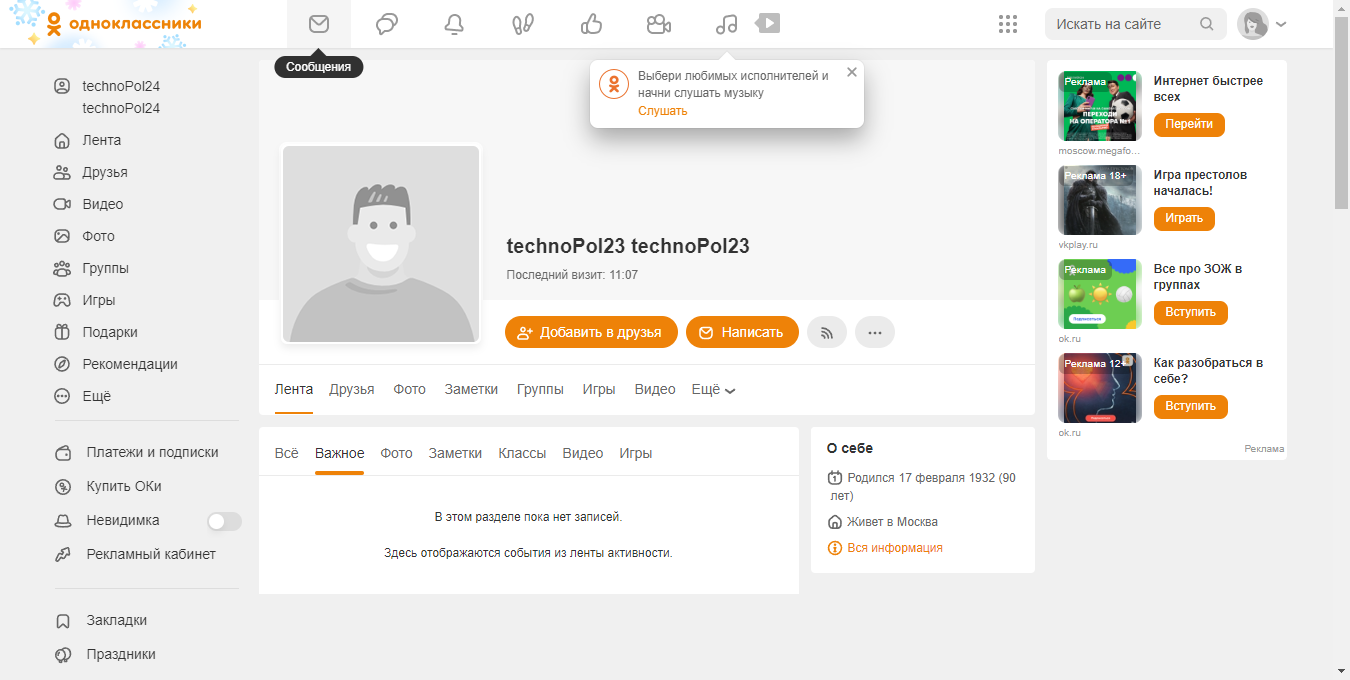 одноклассники
Искать на сайте
Сообщения
Выбери любимых исполнителей и
начни слушать музыку
Слушать
technoPol24
technoPol24
Лента
Друзья
Видео
Фото
Группы
Игры
Подарки
Рекомендации
Ещё
Платежи и подписки
Купить ОКи
Невидимка
Рекламный кабинет
Закладки
Праздники
technoPol23 technoPol23
Последний визит: 11:07
Добавить в друзья
Написать
Лента Друзья Фото Заметки Группы Игры Видео Ещё
Всё Важное Фото Заметки Классы Видео Игры
В этом разделе пока нет записей.
Здесь отображаются события из ленты активности.
О себе
Родился 17 февраля 1932 (90
лет)
Живет в Москва
Вся информация
Реклама
ПЕРЕХОДИ
НА ОПЕРАТОРА №1
Интернет быстрее
всех
Перейти
moscow.megafo...
Реклама 18+
Игра престолов
началась!
Играть
vkplay.ru
Реклама
Все про ЗОЖ в
группах
Вступить
ok.ru
Реклама 12+
Как разобраться в
себе?
Вступить
ok.ru
Реклама